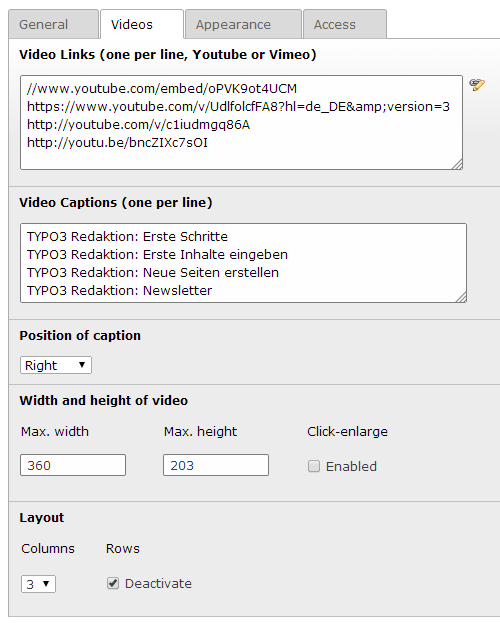 General Videos Appearance Access
Video Links (one per line, Youtube or Vimeo)
//www.youtube.com/embed/oPVK9ot4UCM
https://www.youtube.com/v/UdlfolcfFA8?hl=de_DE&amp;version=3
http://youtube.com/v/c1iudmgq86A
http://youtu.be/bncZIXc7sOI
Video Captions (one per line)
TYPO3 Redaktion: Erste Schritte
TYPO3 Redaktion: Erste Inhalte eingeben
TYPO3 Redaktion: Neue Seiten erstellen
TYPO3 Redaktion: Newsletter
Position of caption
Right
Width and height of video
Max. width Max. height Click-enlarge
360 203 Enabled
Layout
Columns Rows
3 Deactivate